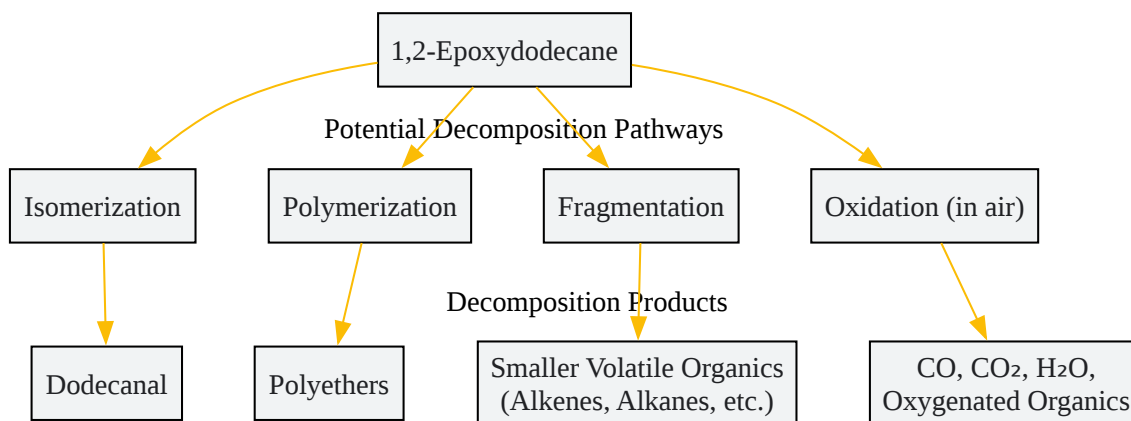 1,2-Epoxydodecane
Potential Decomposition Pathways
Isomerization
Polymerization
Fragmentation
Oxidation (in air)
Decomposition Products
Dodecanal
Polyethers
Smaller Volatile Organics
(Alkenes, Alkanes, etc.)
CO, CO₂, H₂O,
Oxygenated Organics